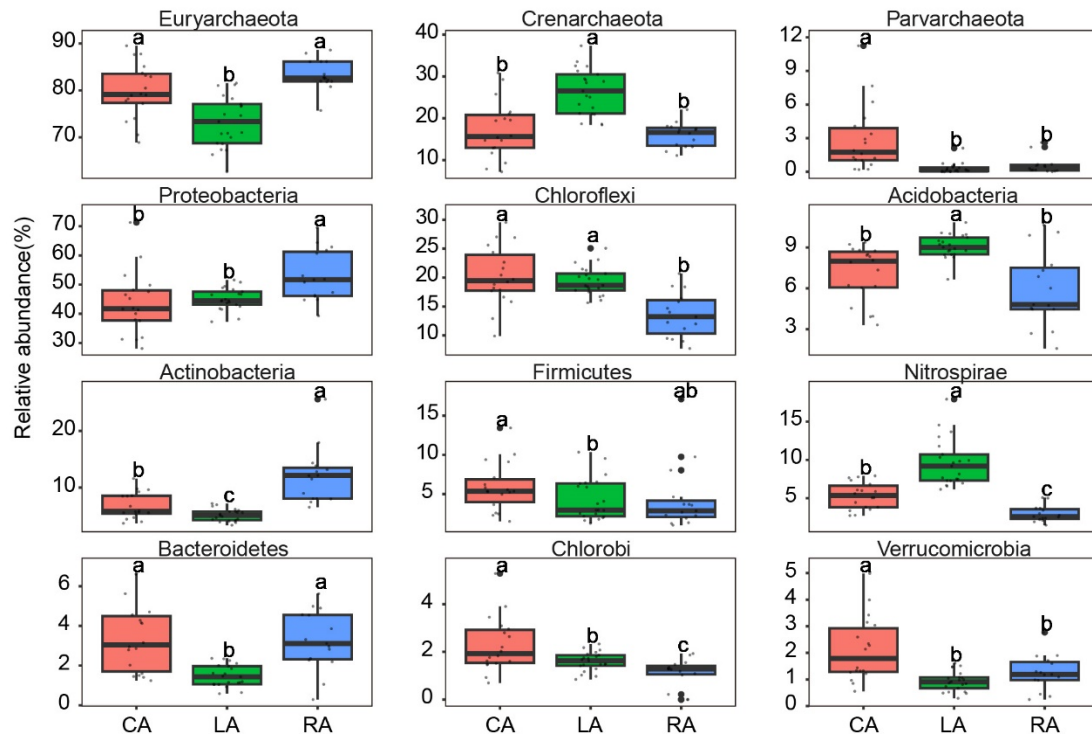 Euryarchaeota
Crenarchaeota
Parvarchaeota
90
80
70
a
b
a
40
30
20
10
b
a
b
12
9
6
3
0
a
b
b
Proteobacteria
Chloroflexi
Acidobacteria
70
60
50
40
30
b
b
a
30
25
20
15
10
a
a
b
9
6
3
b
a
b
Relative abundance(%)
Actinobacteria
Firmicutes
Nitrospirae
20
10
b
c
a
15
10
5
a
b
ab
15
10
5
b
a
c
Bacteroidetes
Chlorobi
Verrucomicrobia
6
4
2
0
a
b
a
4
2
0
a
b
c
5
4
3
2
1
0
a
b
b
CA LA RA
CA LA RA
CA LA RA